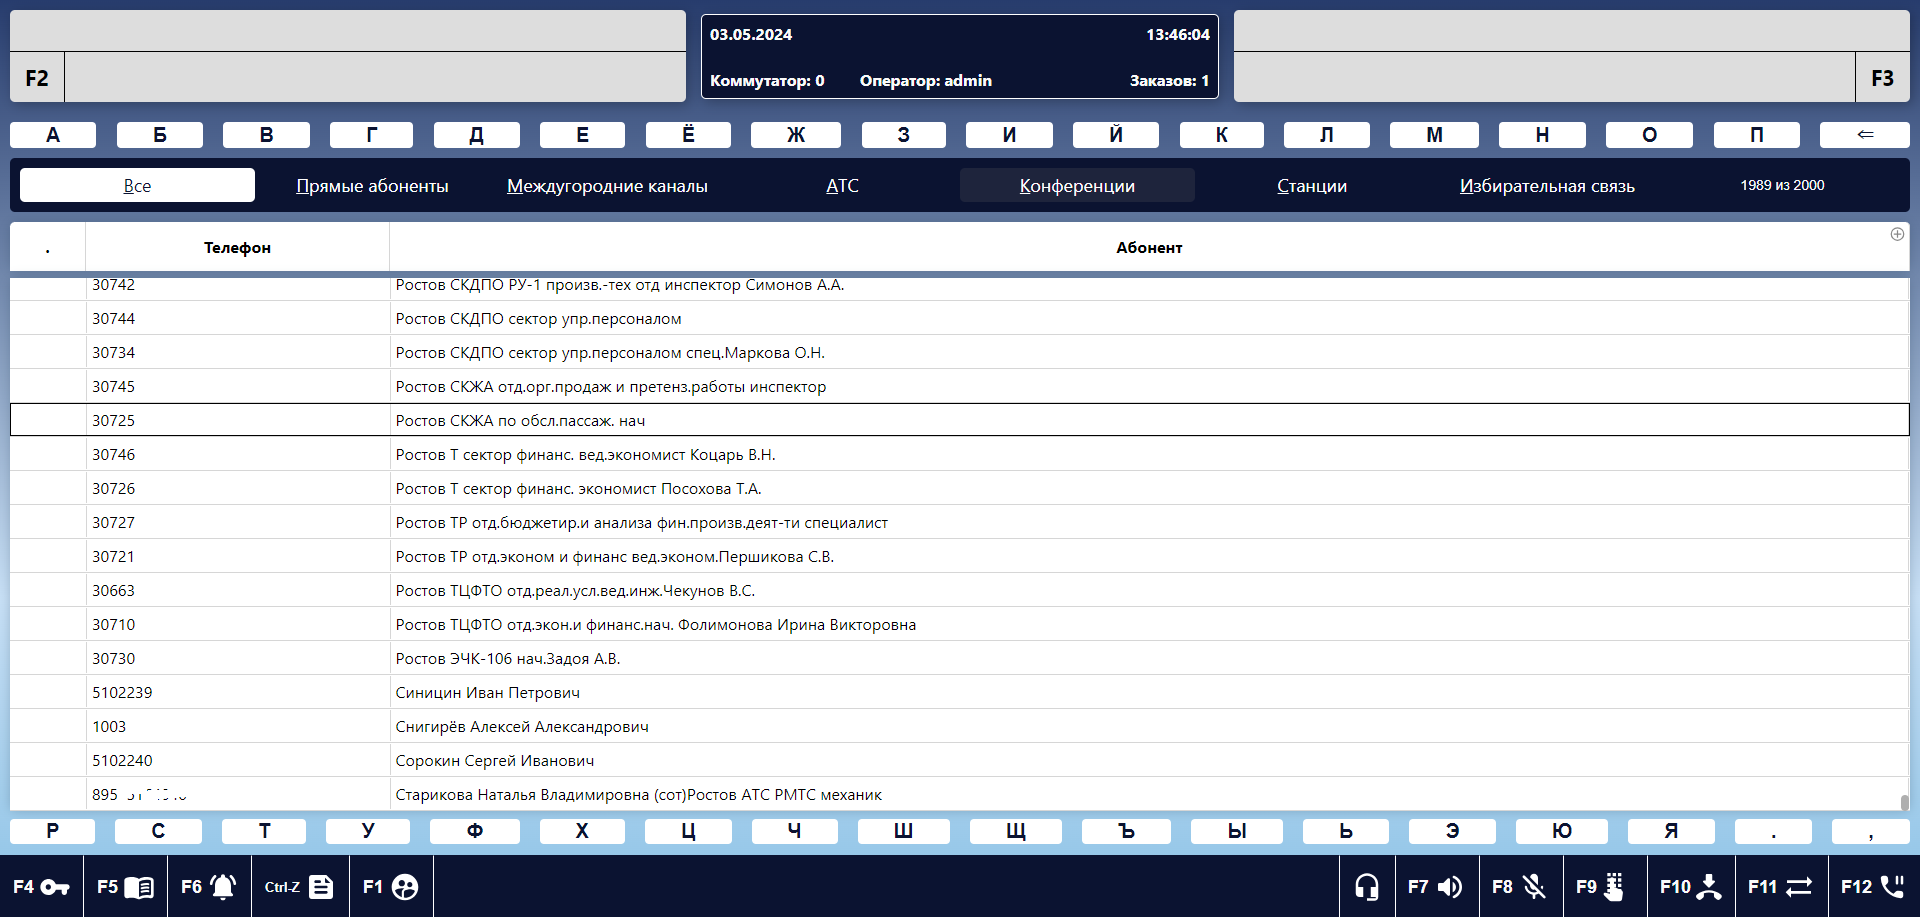 03.05.2024 13:46:04
F2 F3
Коммутатор: 0 Оператор: admin Заказов: 1
А Б В Г Д Е Ё Ж З И Й К Л М Н О П ⇐
Все Прямые абоненты Междугородние каналы АТС Конференции Станции Избирательная связь 1989 из 2000
. Телефон Абонент
30742 Ростов СКДПО РУ-1 произв.-тех отд инспектор Симонов А.А.
30744 Ростов СКДПО сектор упр.персоналом
30734 Ростов СКДПО сектор упр.персоналом спец.Маркова О.Н.
30745 Ростов СКЖА отд.орг.продаж и претенз.работы инспектор
30725 Ростов СКЖА по обсл.пассаж. нач
30746 Ростов Т сектор финанс. вед.экономист Коцарь В.Н.
30726 Ростов Т сектор финанс. экономист Посохова Т.А.
30727 Ростов ТР отд.бюджетир.и анализа фин.произв.деят-ти специалист
30721 Ростов ТР отд.эконом и финанс вед.эконом.Першикова С.В.
30663 Ростов ТЦФТО отд.реал.усл.вед.инж.Чекунов В.С.
30710 Ростов ТЦФТО отд.экон.и финанс.нач. Фолимонова Ирина Викторовна
30730 Ростов ЭЧК-106 нач.Задоя А.В.
5102239 Синицин Иван Петрович
1003 Снигирёв Алексей Александрович
5102240 Сорокин Сергей Иванович
Старикова Наталья Владимировна (сот)Ростов АТС РМТС механик
Р С Т У Ф Х Ц Ч Ш Щ Ъ Ы Ь Э Ю Я . ,
F4 F5 F6 Ctrl-Z F1 F7 F8 F9 F10 F11 F12